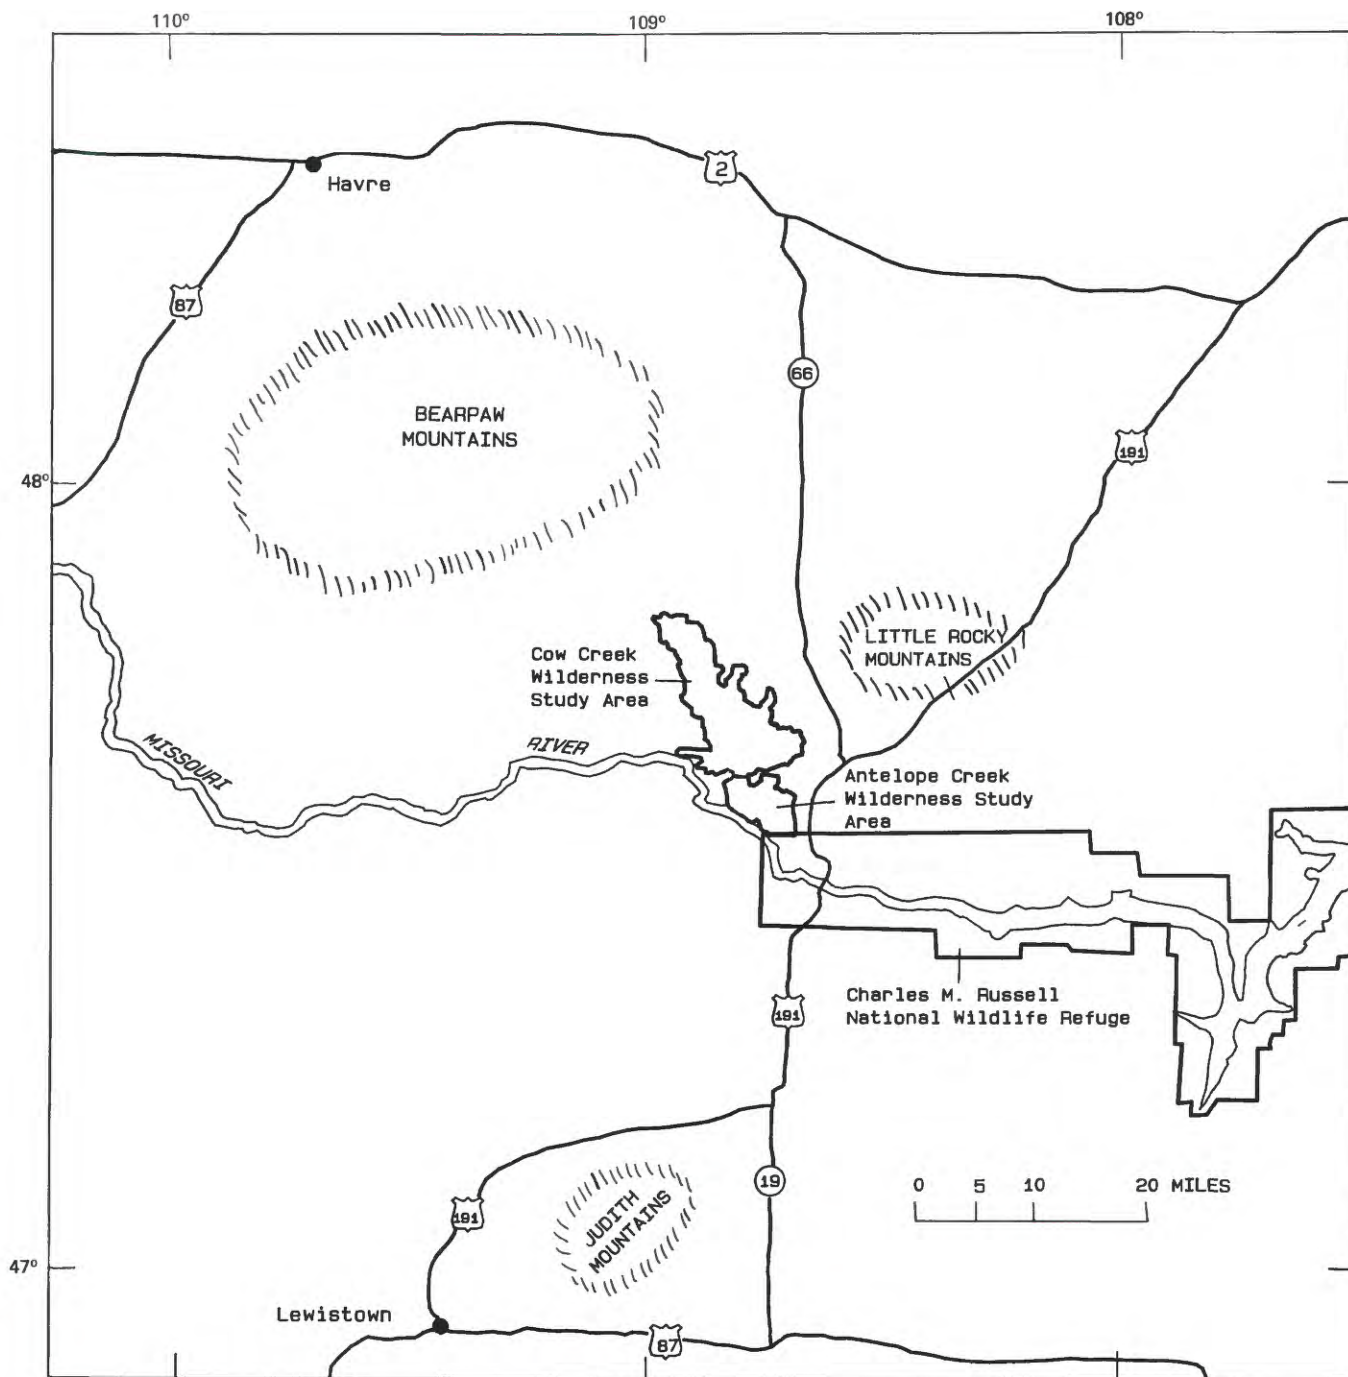 110°
109°
108°
2
Havre
87
66
BEARPAW
MOUNTAINS
191
48°
LITTLE ROCKY
MOUNTAINS
Cow Creek
Wilderness
Study Area
MISSOURI
RIVER
Antelope Creek
Wilderness Study
Area
Charles M. Russell
National Wildlife Refuge
191
19
0 5 10 20 MILES
JUDITH
MOUNTAINS
191
47°
Lewistown
87